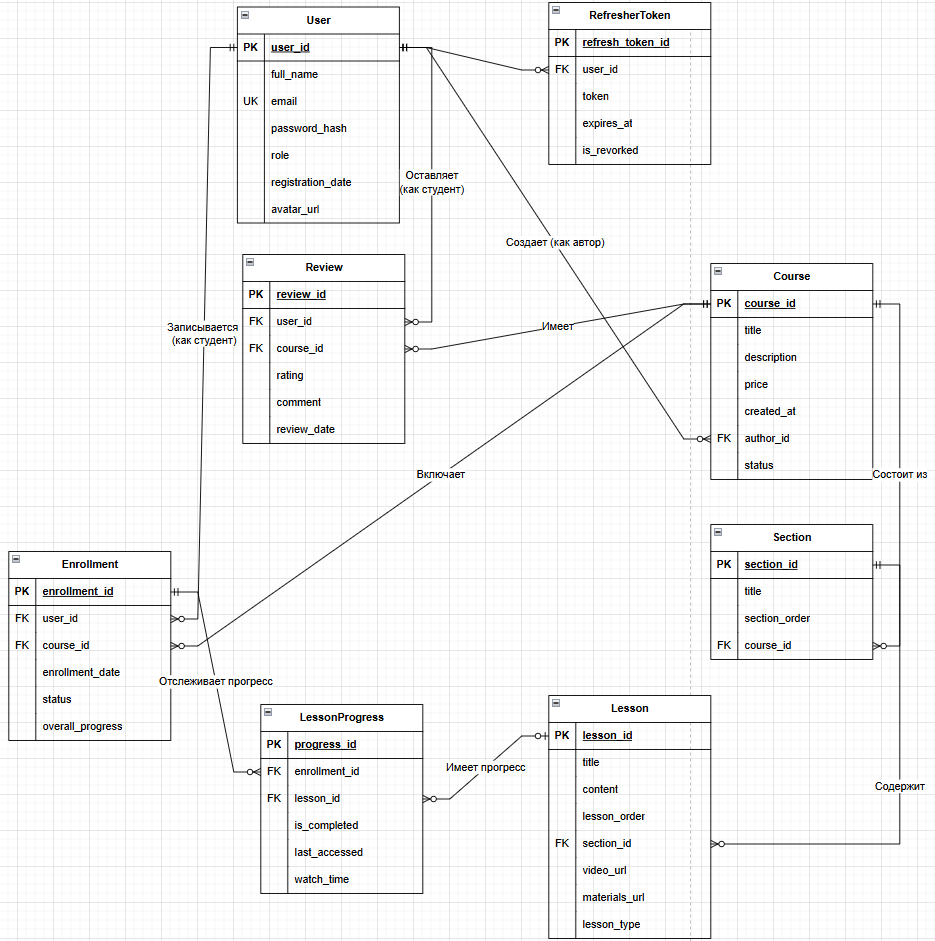 User
PK user_id
full_name
UK email
password_hash
role
registration_date
avatar_url
RefresherToken
PK refresh_token_id
FK user_id
token
expires_at
is_revorked
Оставляет
(как студент)
Создает (как автор)
Review
PK review_id
FK user_id
FK course_id
rating
comment
review_date
Course
PK course_id
title
description
price
created_at
FK author_id
status
Записывается
(как студент)
Имеет
Включает
Состоит из
Section
PK section_id
title
section_order
FK course_id
Enrollment
PK enrollment_id
FK user_id
FK course_id
enrollment_date
status
overall_progress
Отслеживает прогресс
LessonProgress
PK progress_id
FK enrollment_id
FK lesson_id
is_completed
last_accessed
watch_time
Имеет прогресс
Lesson
PK lesson_id
title
content
lesson_order
FK section_id
video_url
materials_url
lesson_type
Содержит